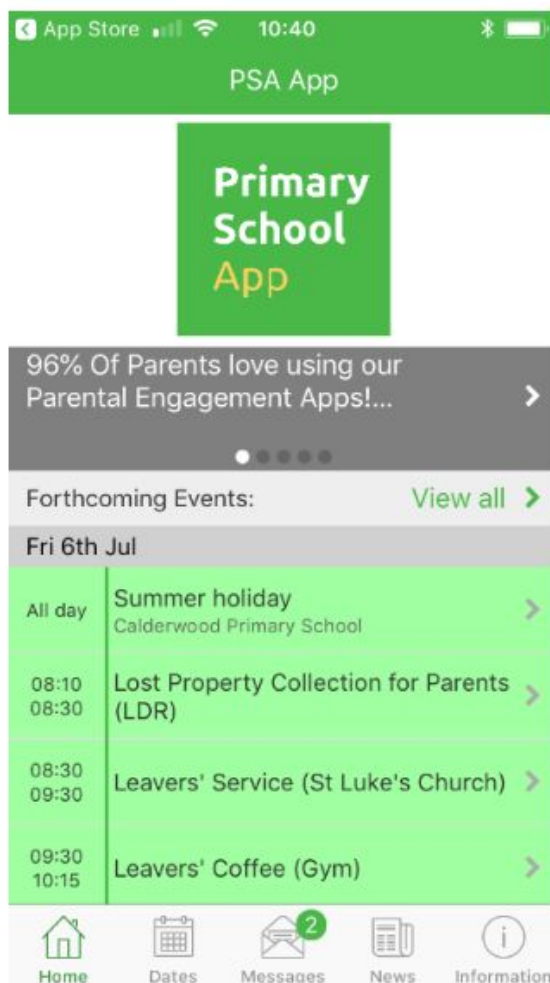 App Store 10:40
PSA App
Primary
School
App
96% Of Parents love using our
Parental Engagement Apps!...
Forthcoming Events: View all
Fri 6th Jul
All day
Summer holiday
Calderwood Primary School
08:10
08:30
Lost Property Collection for Parents
(LDR)
08:30
09:30
Leavers' Service (St Luke's Church)
09:30
10:15
Leavers' Coffee (Gym)
2
Home Dates Messages News Information